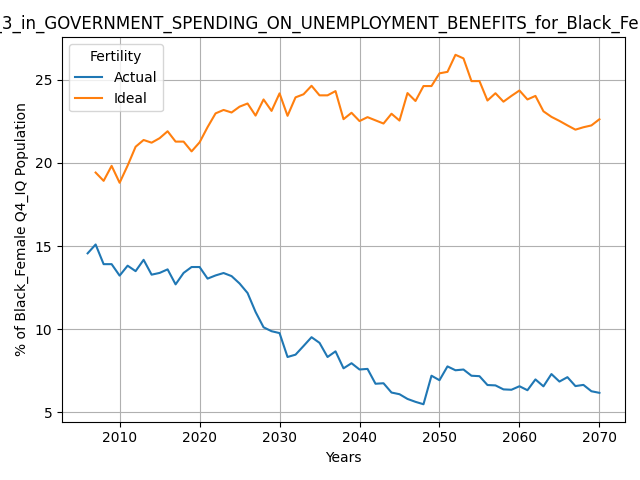 _3_in_GOVERNMENT_SPENDING_ON_UNEMPLOYMENT_BENEFITS_for_Black_Fe
Fertility
Actual
Ideal
% of Black_Female Q4_IQ Population
25
20
15
10
5
2010 2020 2030 2040 2050 2060 2070
Years